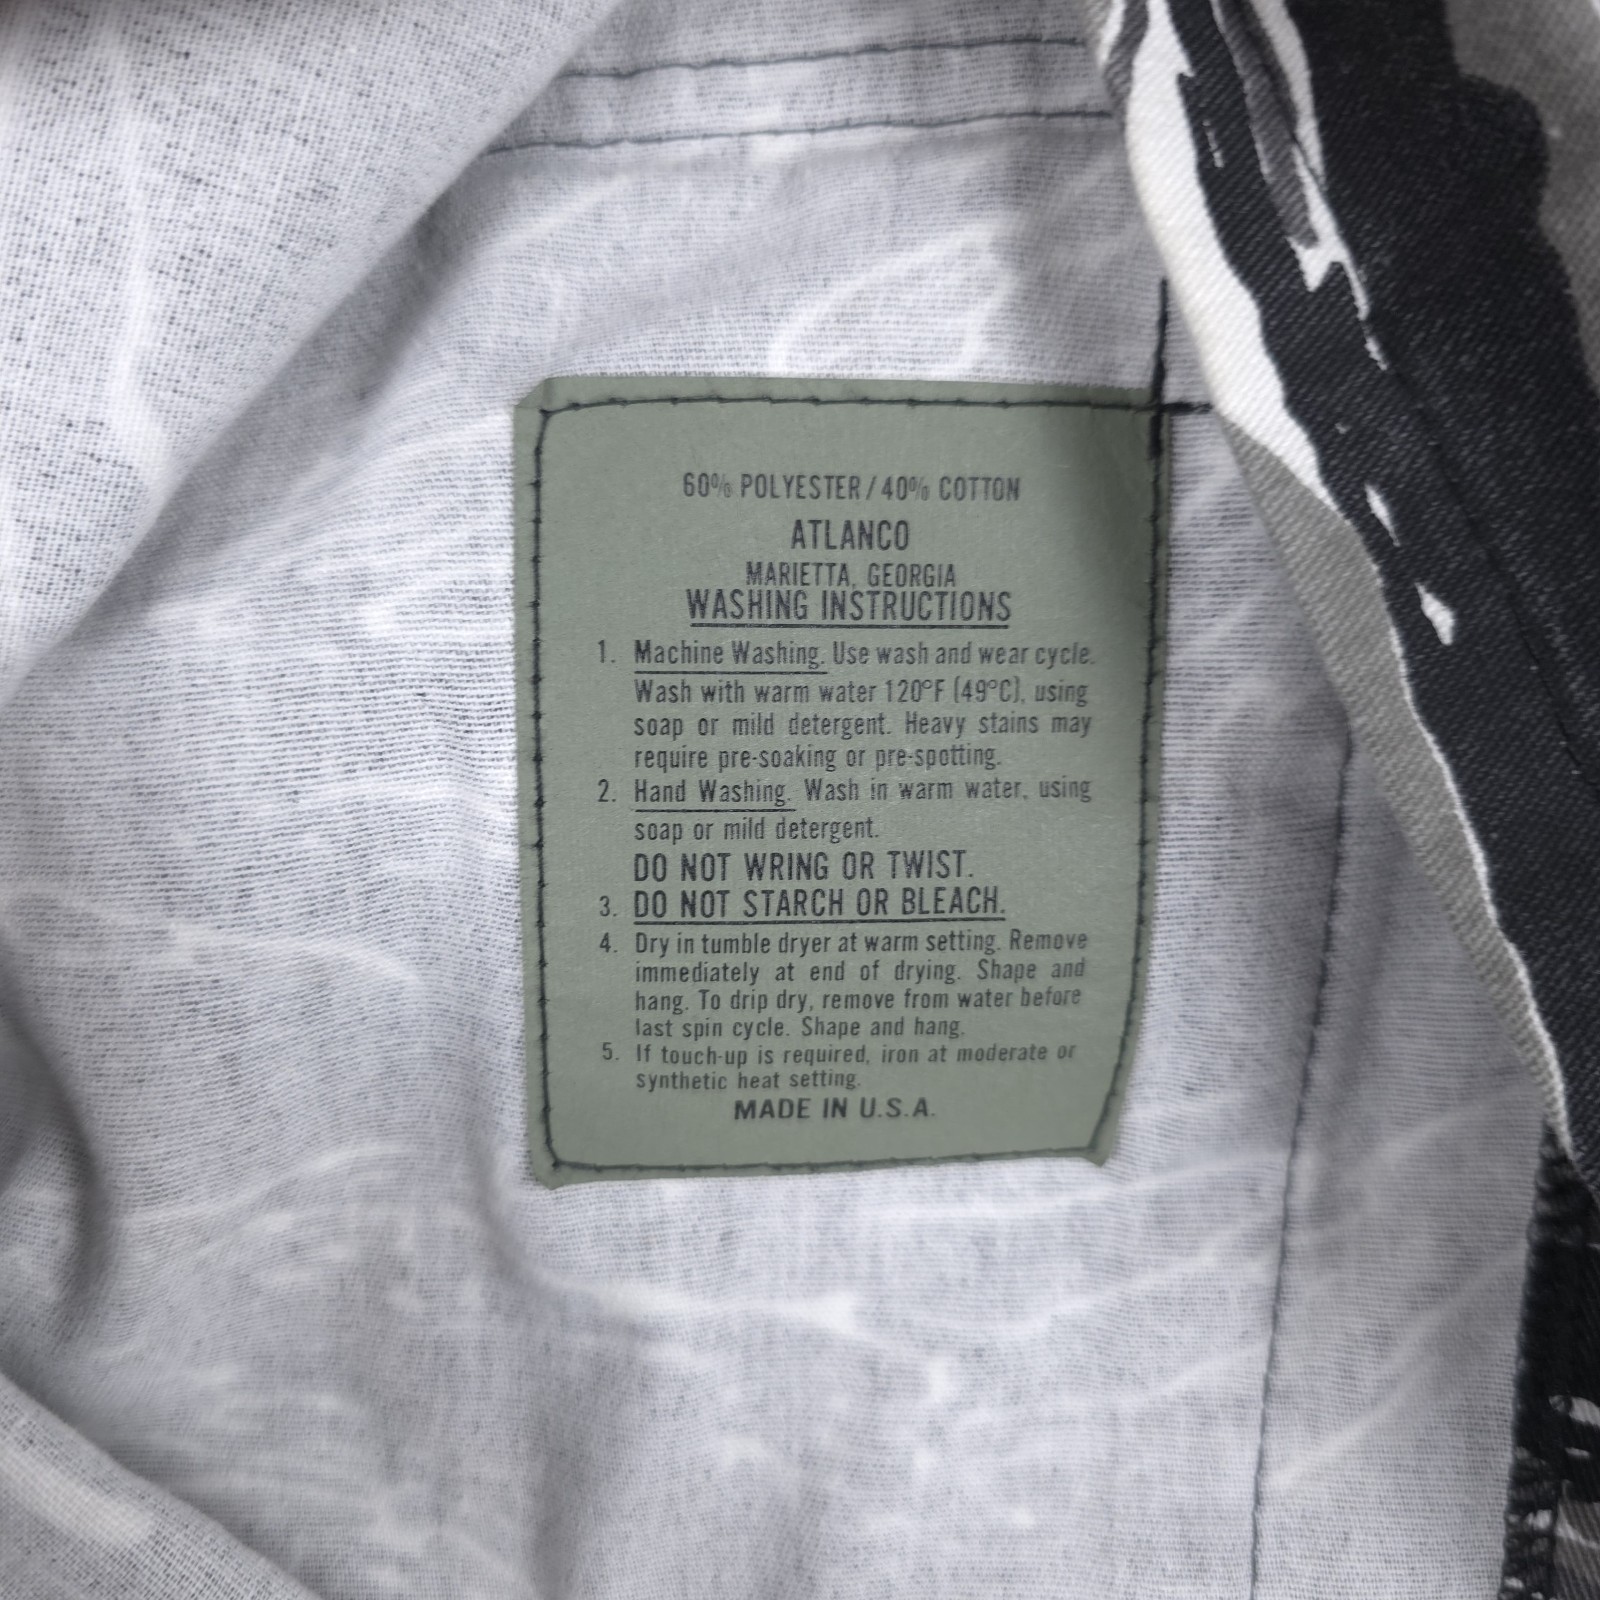 60% POLYESTER/40% COTTON
ATLANCO
MARIETTA, GEORGIA
WASHING INSTRUCTIONS
1. Machine Washing. Use wash and wear cycle.
Wash with warm water 120°F (49°C), using
soap or mild detergent. Heavy stains may
require pre-soaking or pre-spotting.
2. Hand Washing. Wash in warm water, using
soap or mild detergent.
DO NOT WRING OR TWIST.
3. DO NOT STARCH OR BLEACH.
4. Dry in tumble dryer at warm setting. Remove
immediately at end of drying. Shape and
hang. To drip dry, remove from water before
last spin cycle. Shape and hang.
5. If touch-up is required, iron at moderate or
synthetic heat setting.
MADE IN U.S.A.